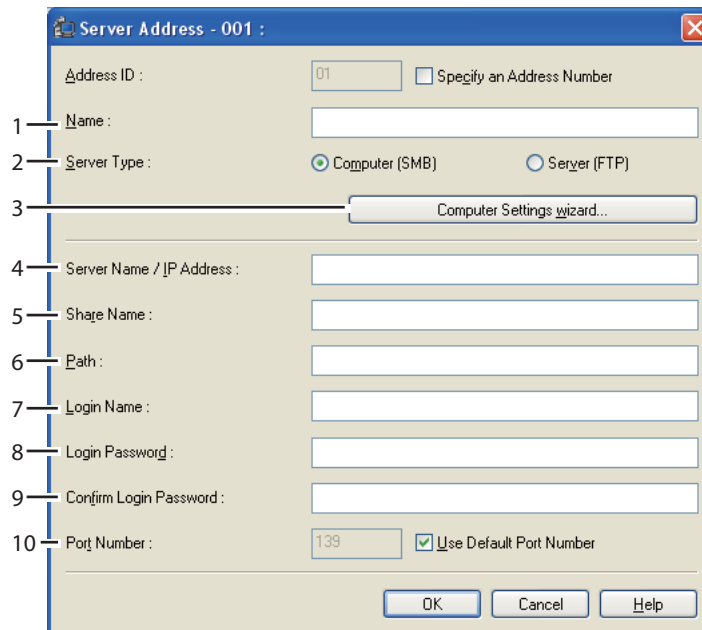 Server Address - 001 :
Address ID : 01 Specify an Address Number
1 Name :
2 Server Type : Computer (SMB) Server (FTP)
3 Computer Settings wizard...
4 Server Name / IP Address :
5 Share Name :
6 Path :
7 Login Name :
8 Login Password :
9 Confirm Login Password :
10 Port Number : 139 Use Default Port Number
OK Cancel Help